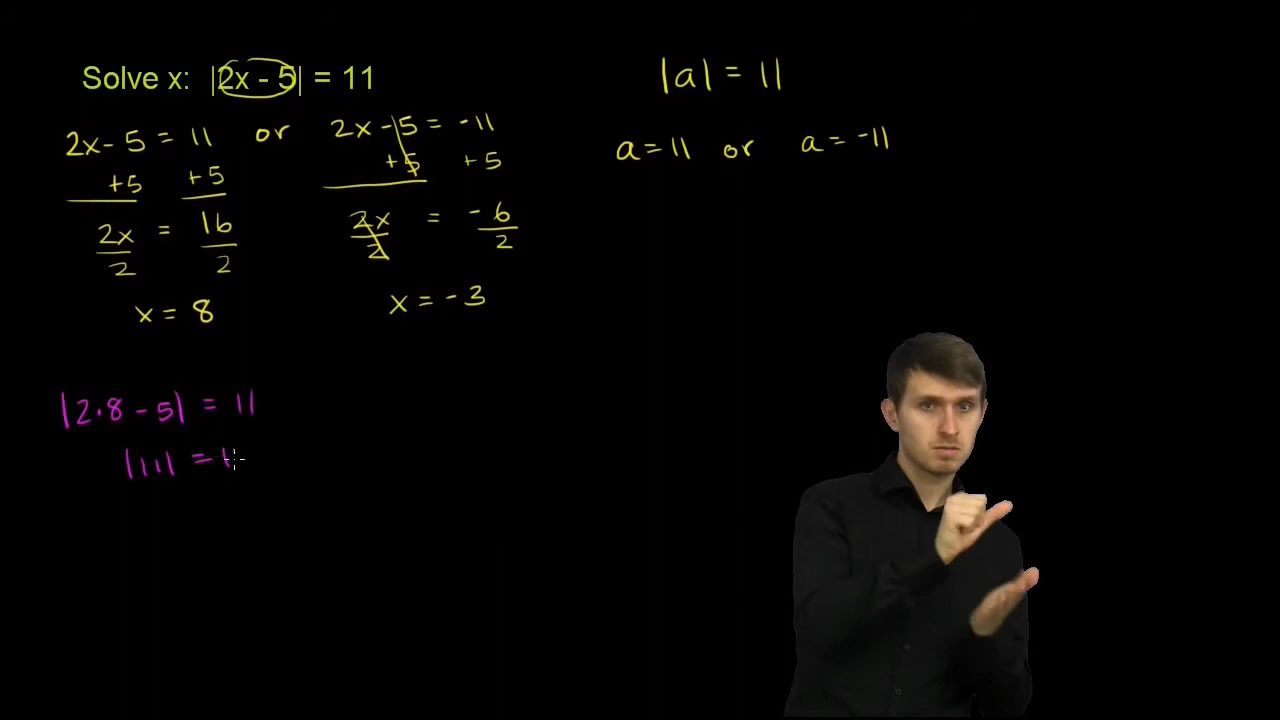 Solve x: |2x - 5| = 11
2x - 5 = 11 or 2x - 5 = -11
+5 +5 +5 +5
2x = 16 2x = -6
2 2 2 2
x = 8 x = -3
|2·8 - 5| = 11
|11| = 1
|a| = 11
a = 11 or a = -11